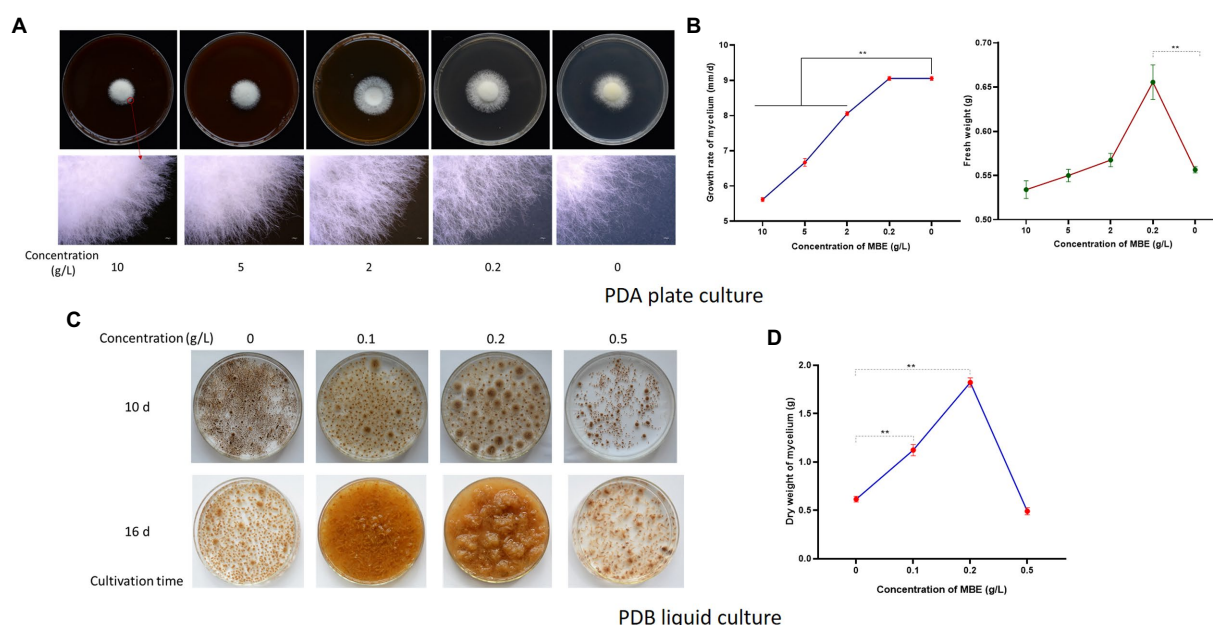 A
Concentration
(g/L)
10
5
2
0.2
0
B
Growth rate of mycelium (mm/d)
10
9
8
7
6
5
**
10
5
2
0.2
0
Concentration of MBE (g/L)
Fresh weight (g)
0.70
0.65
0.60
0.55
0.50
**
10
5
2
0.2
0
Concentration of MBE (g/L)
PDA plate culture
C
Concentration (g/L)
0
0.1
0.2
0.5
10 d
16 d
Cultivation time
D
Dry weight of mycelium (g)
2.0
1.5
1.0
0.5
0.0
**
**
0
0.1
0.2
0.5
Concentration of MBE (g/L)
PDB liquid culture